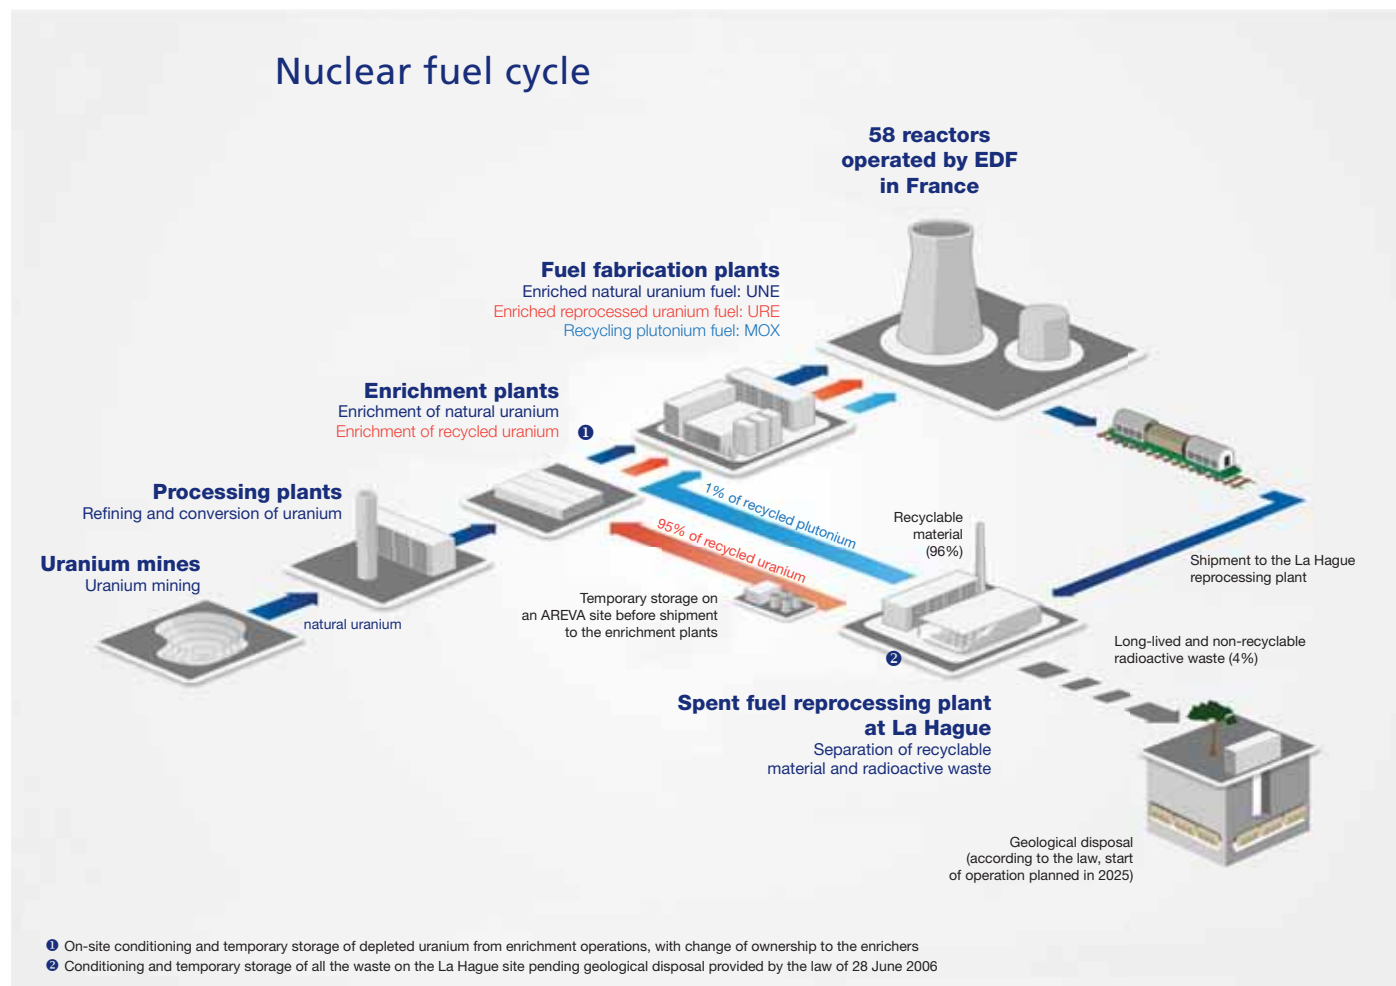 Nuclear fuel cycle
58 reactors
operated by EDF
in France
Fuel fabrication plants
Enriched natural uranium fuel: UNE
Enriched reprocessed uranium fuel: URE
Recycling plutonium fuel: MOX
Enrichment plants
Enrichment of natural uranium
Enrichment of recycled uranium
❶
Processing plants
Refining and conversion of uranium
Uranium mines
Uranium mining
natural uranium
1% of recycled plutonium
95% of recycled uranium
Recyclable
material
(96%)
Temporary storage on
an AREVA site before shipment
to the enrichment plants
Shipment to the La Hague
reprocessing plant
Long-lived and non-recyclable
radioactive waste (4%)
❷
Spent fuel reprocessing plant
at La Hague
Separation of recyclable
material and radioactive waste
Geological disposal
(according to the law, start
of operation planned in 2025)
❶ On-site conditioning and temporary storage of depleted uranium from enrichment operations, with change of ownership to the enrichers
❷ Conditioning and temporary storage of all the waste on the La Hague site pending geological disposal provided by the law of 28 June 2006